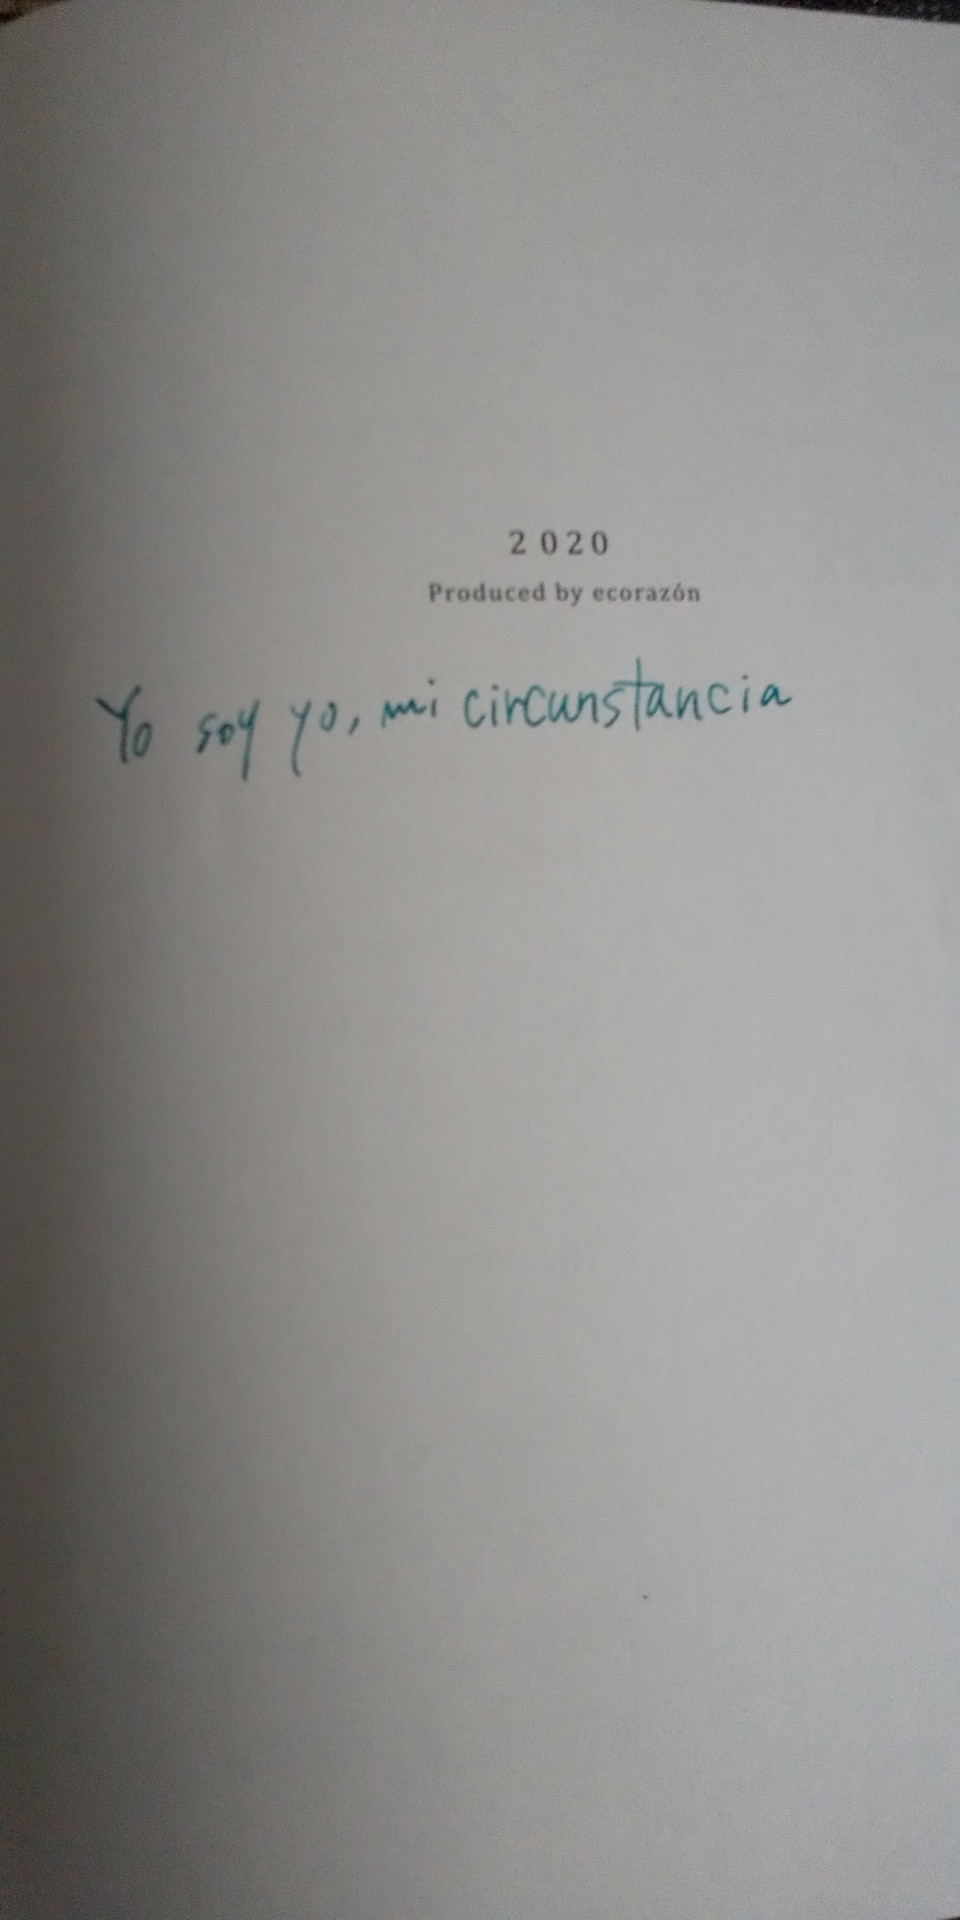 2020
Produced by ecorazón
Yo soy yo, mi circunstancia